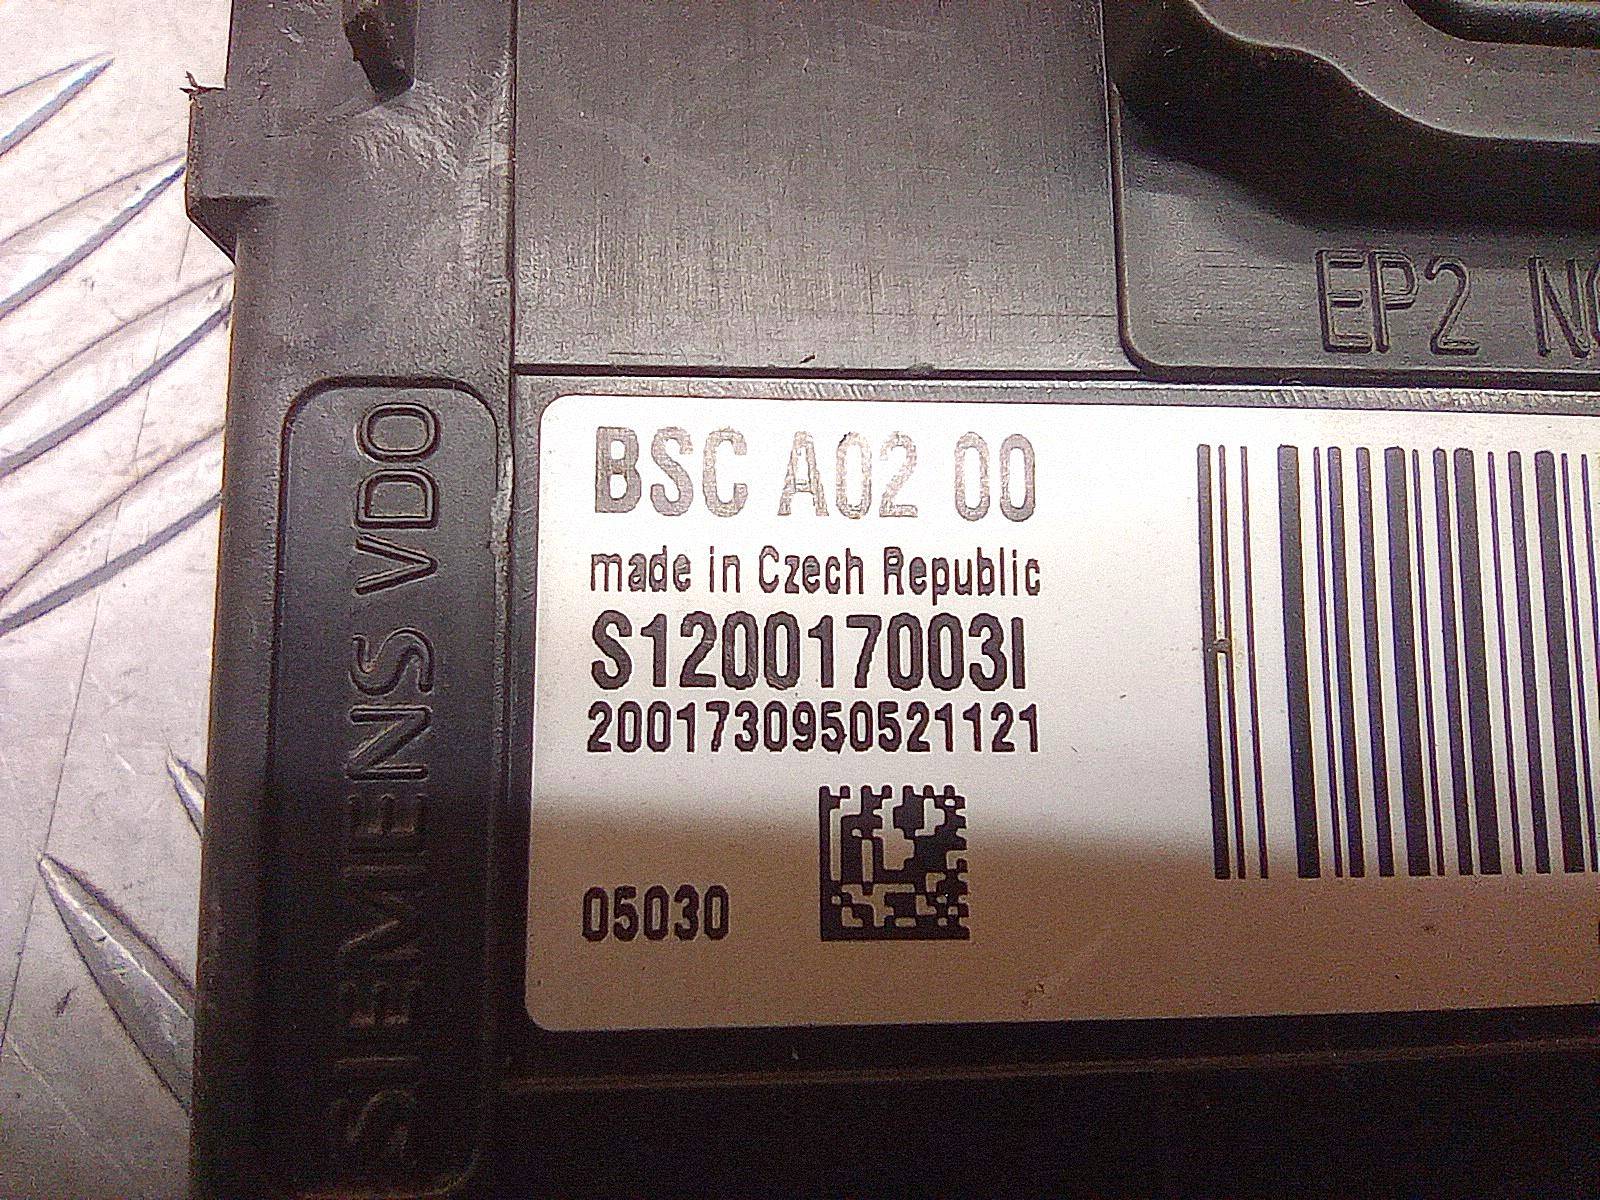 EP2
BSC A02 00
made in Czech Republic
S120017003I
2001730950521121
05030
SIEMENS VDO